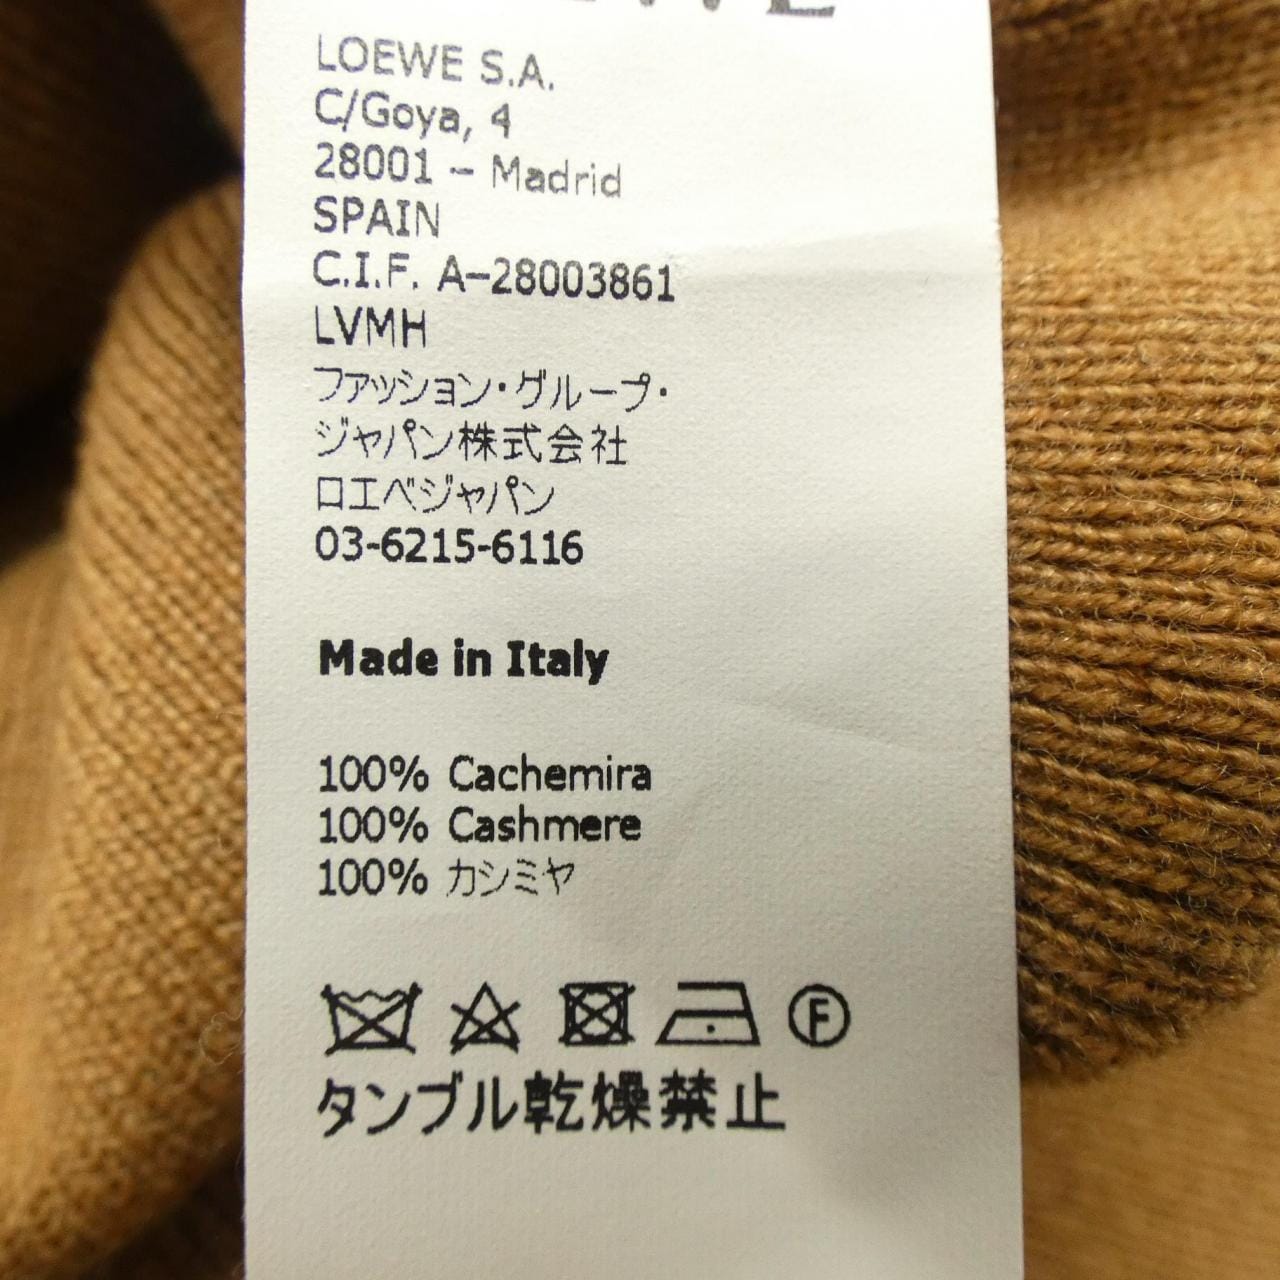 LOEWE S.A.
C/Goya, 4
28001 – Madrid
SPAIN
C.I.F. A–28003861
LVMH
ファッション・グループ・
ジャパン株式会社
ロエベジャパン
03-6215-6116
Made in Italy
100% Cachemira
100% Cashmere
100% カシミヤ
F
タンブル乾燥禁止